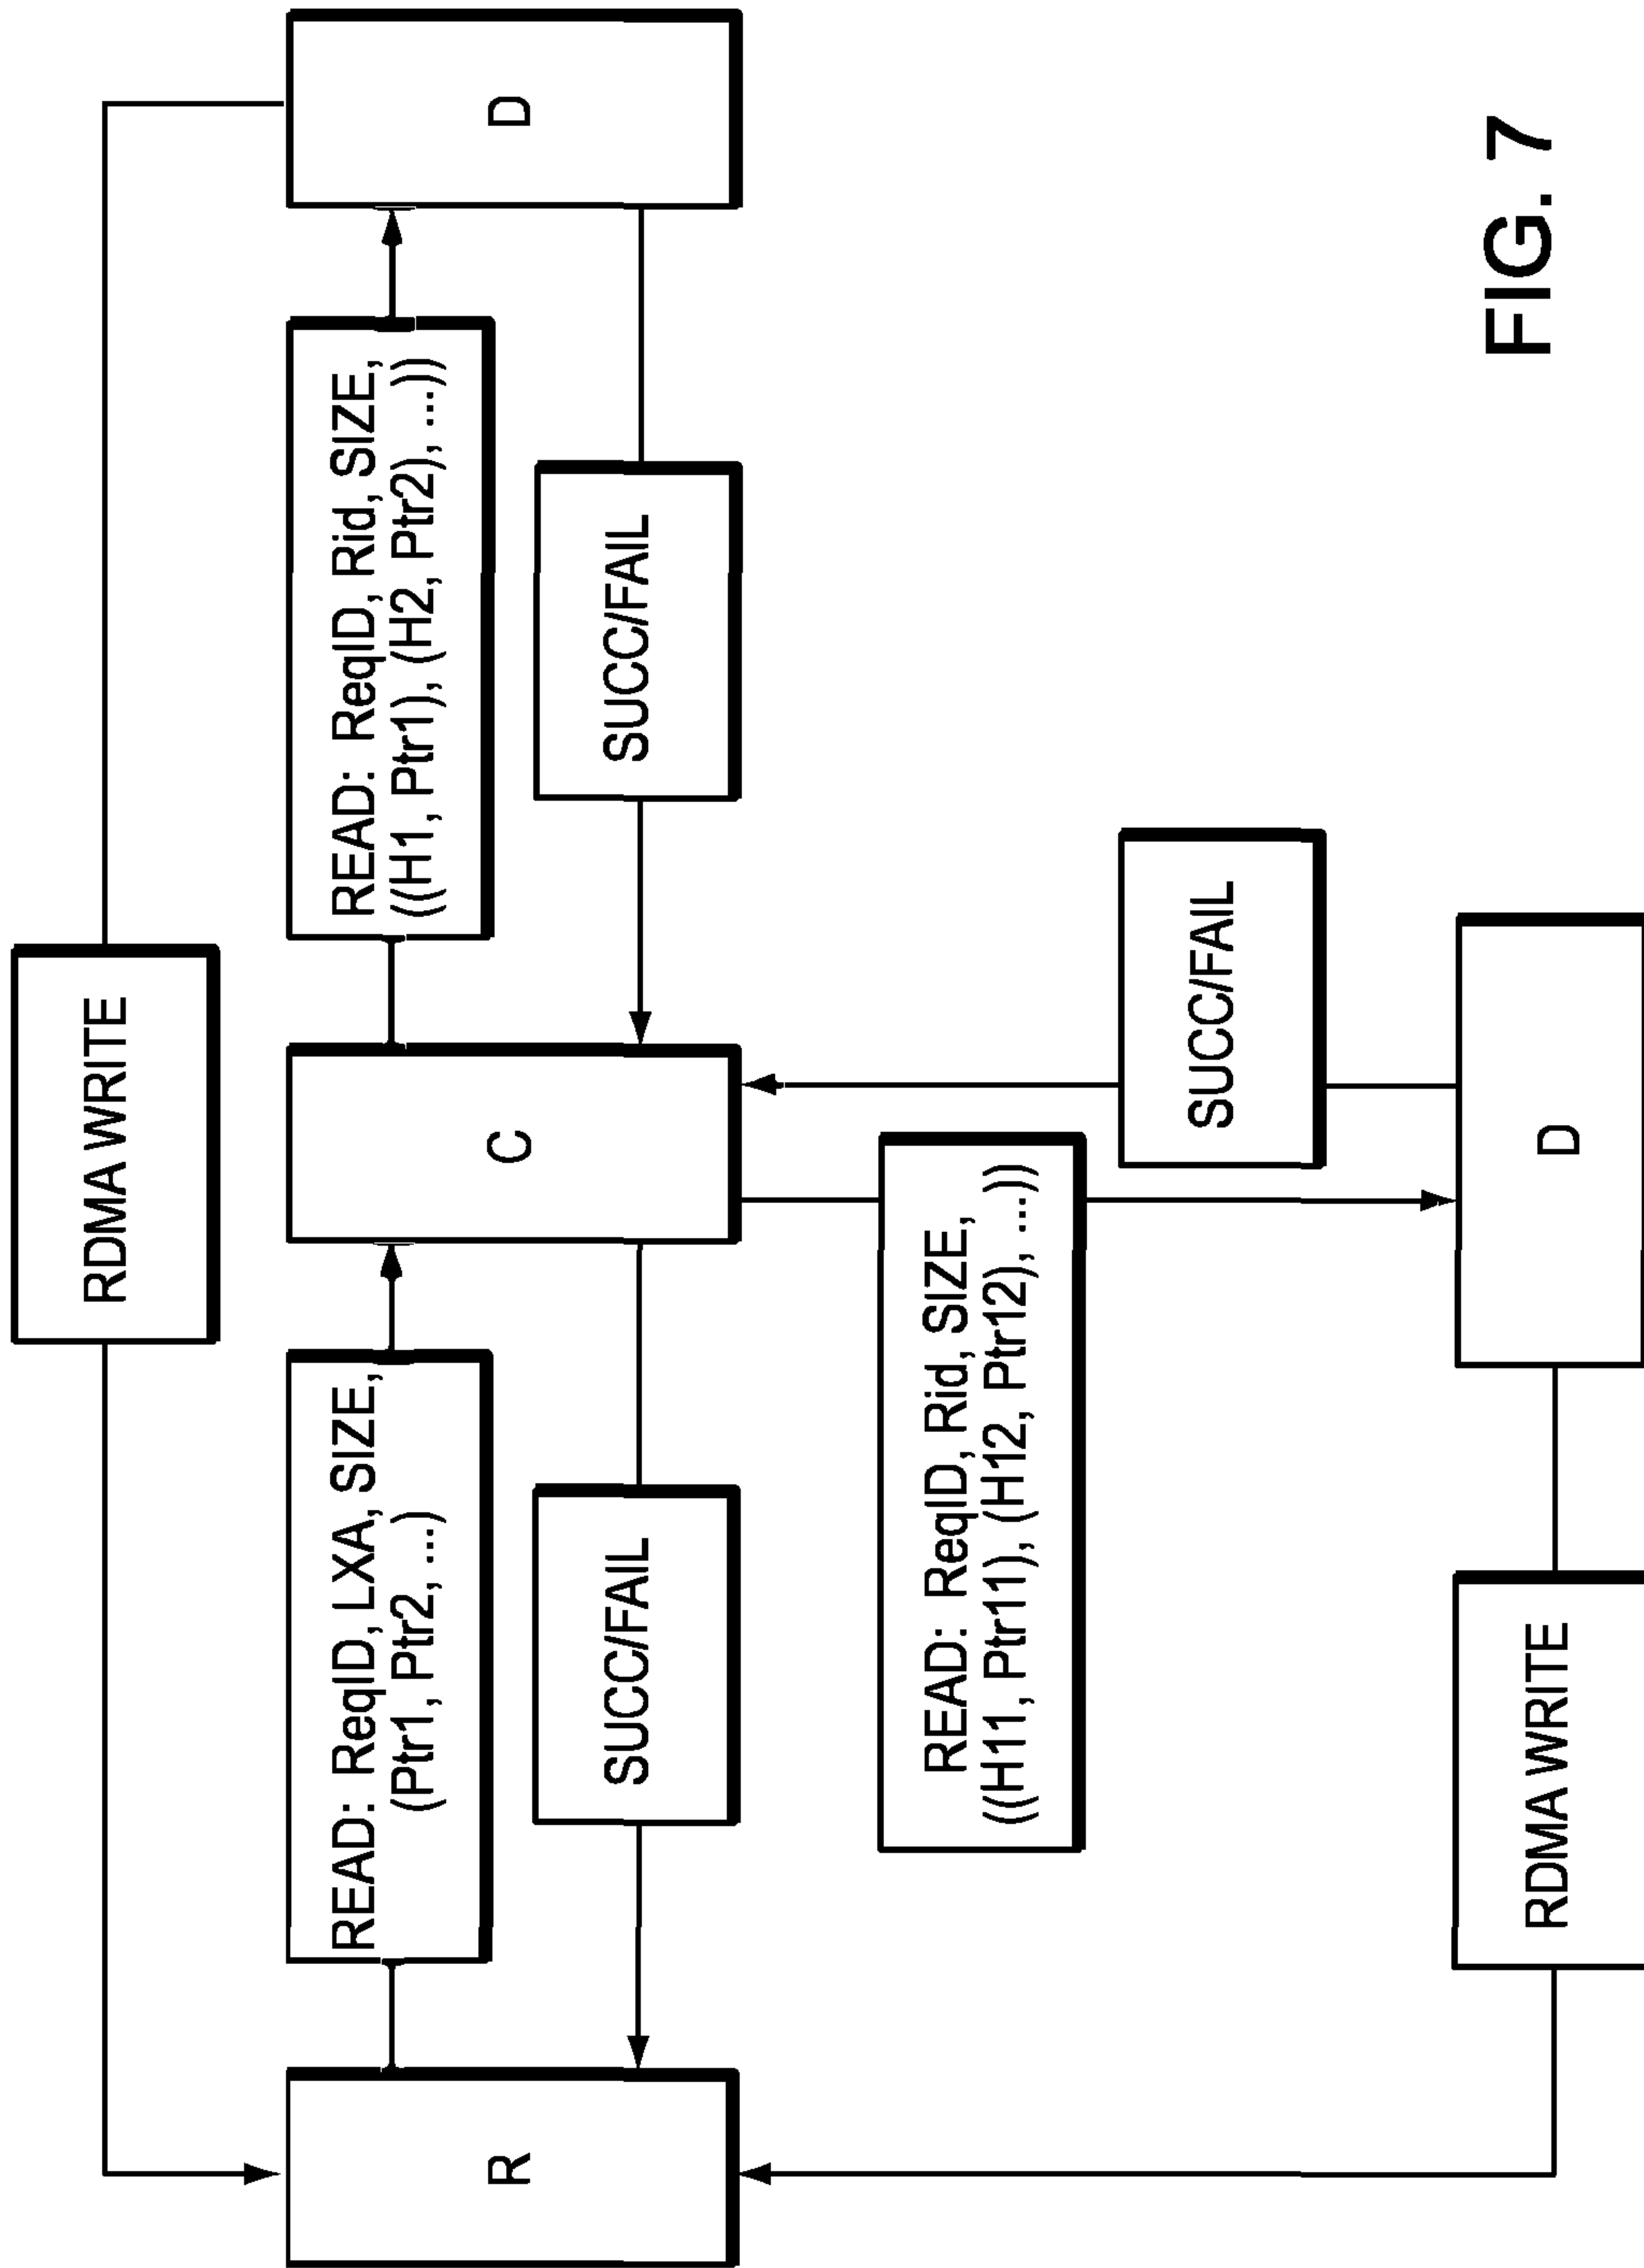 RDMA WRITE
READ: ReqID, LXA, SIZE,
(Ptr1, Ptr2, ...)
READ: ReqID, Rid, SIZE,
((H1, Ptr1), (H2, Ptr2), ...))
R
C
D
SUCC/FAIL
SUCC/FAIL
READ: ReqID, Rid, SIZE,
((H11, Ptr11), (H12, Ptr12), ...))
SUCC/FAIL
RDMA WRITE
D
FIG. 7